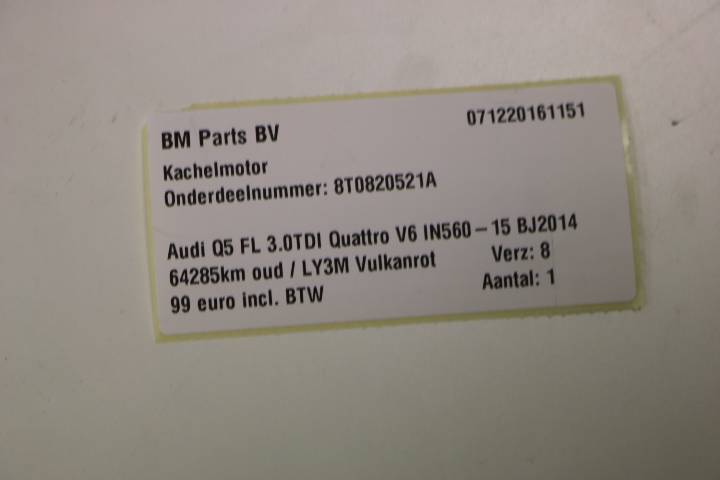 BM Parts BV 071220161151
Kachelmotor
Onderdeelnummer: 8T0820521A
Audi Q5 FL 3.0TDI Quattro V6 IN560-15 BJ2014
64285km oud / LY3M Vulkanrot Verz: 8
99 euro incl. BTW Aantal: 1